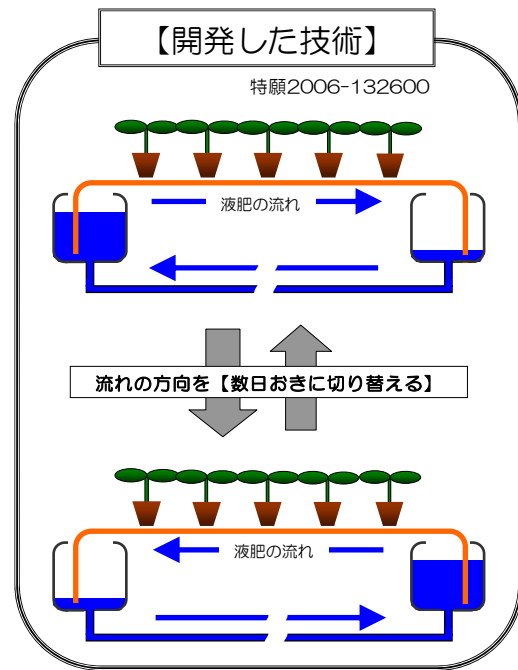 【開発した技術】
特願2006-132600
液肥の流れ
流れの方向を【数日おきに切り替える】
液肥の流れ